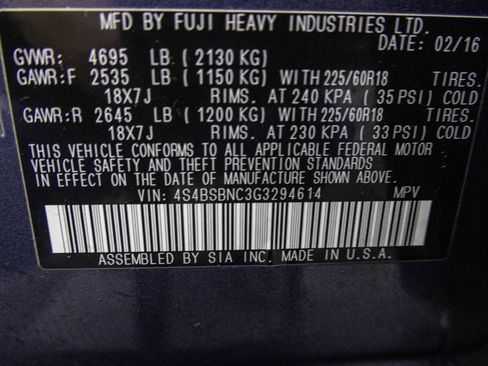 MFD BY FUJI HEAVY INDUSTRIES LTD.
DATE: 02/16
GVWR: 4695 LB ( 2130 KG)
GAWR:F 2535 LB ( 1150 KG) WITH 225/60R18 TIRES.
18X7J RIMS. AT 240 KPA ( 35 PSI) COLD
GAWR:R 2645 LB ( 1200 KG) WITH 225/60R18 TIRES.
18X7J RIMS. AT 230 KPA ( 33 PSI) COLD
THIS VEHICLE CONFORMS TO ALL APPLICABLE FEDERAL MOTOR
VEHICLE SAFETY AND THEFT PREVENTION STANDARDS IN EFFECT
ON THE DATE OF MANUFACTURE SHOWN ABOVE.
VIN: 4S4BSBNC3G3294614 MPV
ASSEMBLED BY SIA INC. MADE IN U.S.A.